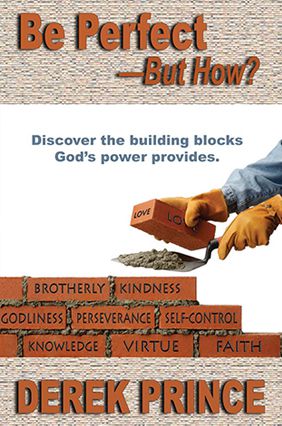 Be Perfect
—But How?
Discover the building blocks
God's power provides.
LOVE LO
BROTHERLY KINDNESS
GODLINESS PERSEVERANCE SELF-CONTROL
KNOWLEDGE VIRTUE FAITH
DEREK PRINCE